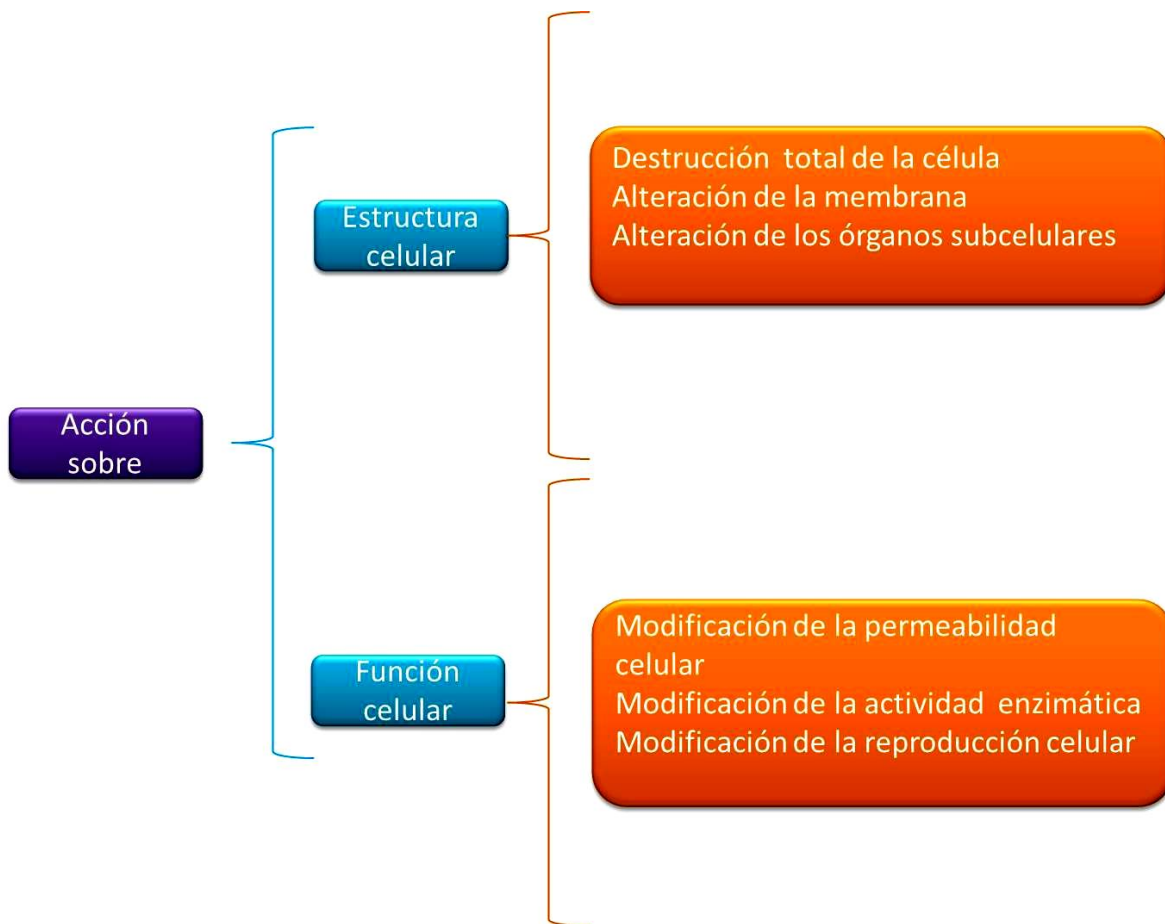 Acción
sobre
Estructura
celular
Destrucción total de la célula
Alteración de la membrana
Alteración de los órganos subcelulares
Función
celular
Modificación de la permeabilidad
celular
Modificación de la actividad enzimática
Modificación de la reproducción celular